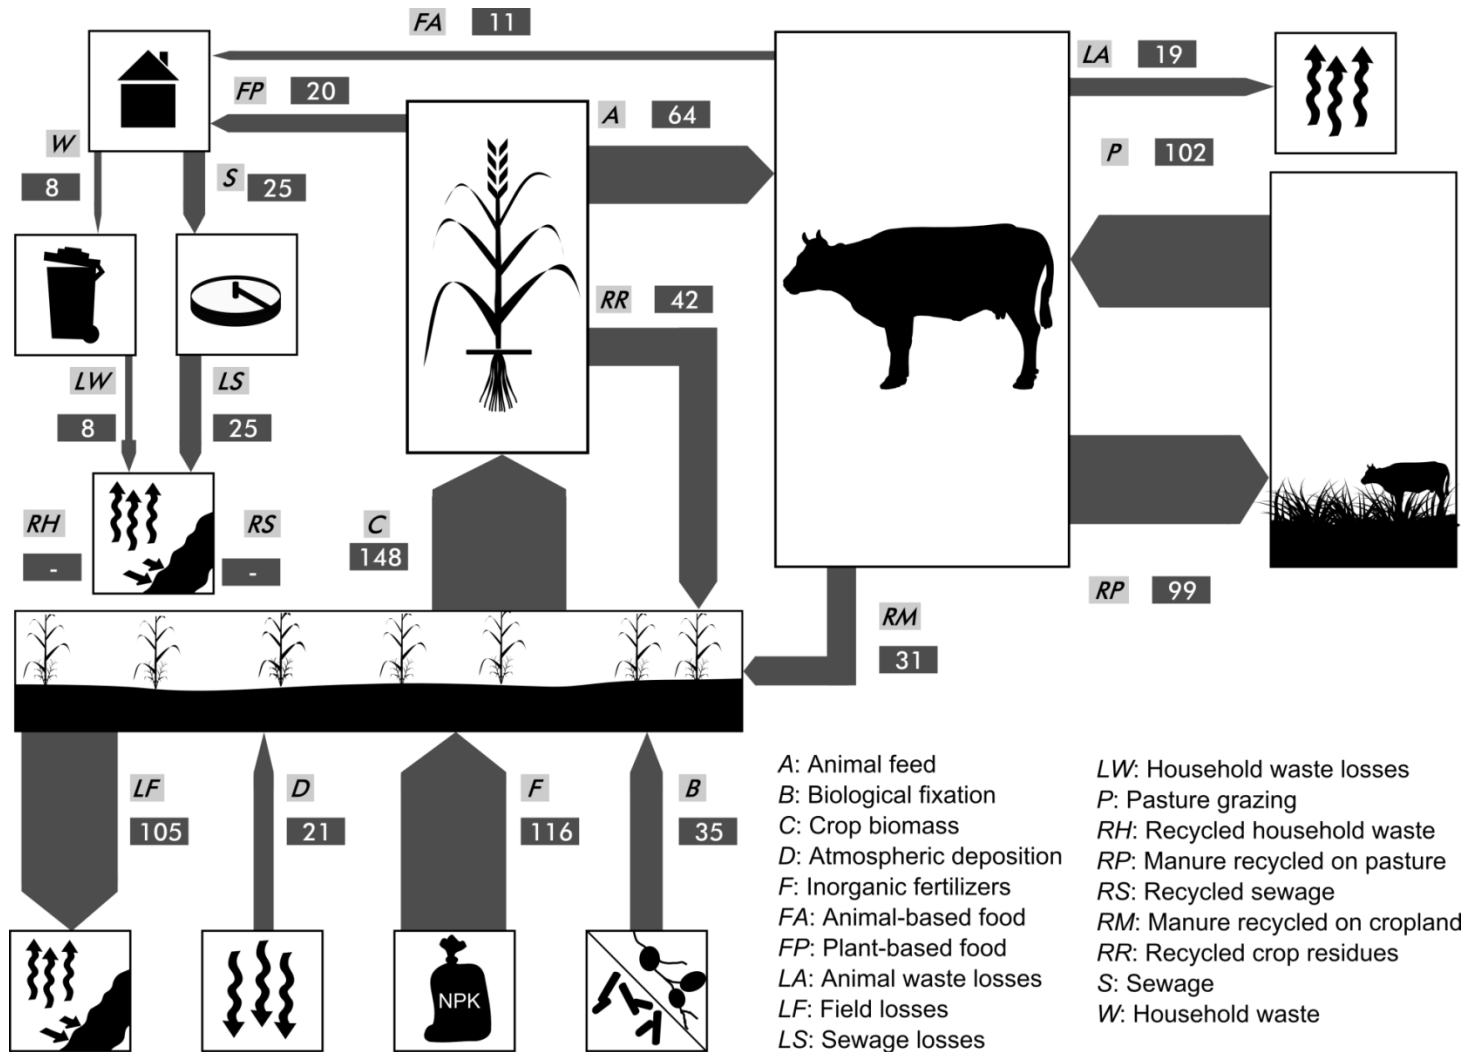 FA 11
LA 19
FP 20
A 64
P 102
W
8
S 25
RR 42
LW
8
LS
25
RH
-
RS
-
C
148
RP 99
RM
31
LF
105
D
21
F
116
B
35
NPK
A: Animal feed
B: Biological fixation
C: Crop biomass
D: Atmospheric deposition
F: Inorganic fertilizers
FA: Animal-based food
FP: Plant-based food
LA: Animal waste losses
LF: Field losses
LS: Sewage losses
LW: Household waste losses
P: Pasture grazing
RH: Recycled household waste
RP: Manure recycled on pasture
RS: Recycled sewage
RM: Manure recycled on cropland
RR: Recycled crop residues
S: Sewage
W: Household waste